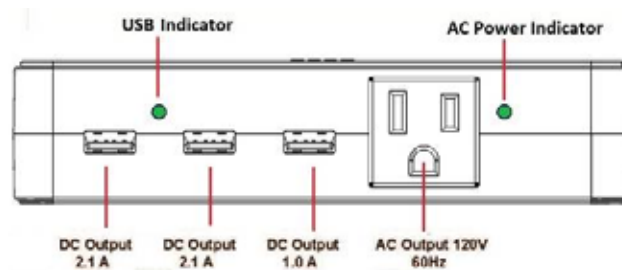 USB Indicator
AC Power Indicator
DC Output
2.1 A
DC Output
2.1 A
DC Output
1.0 A
AC Output 120V
60Hz